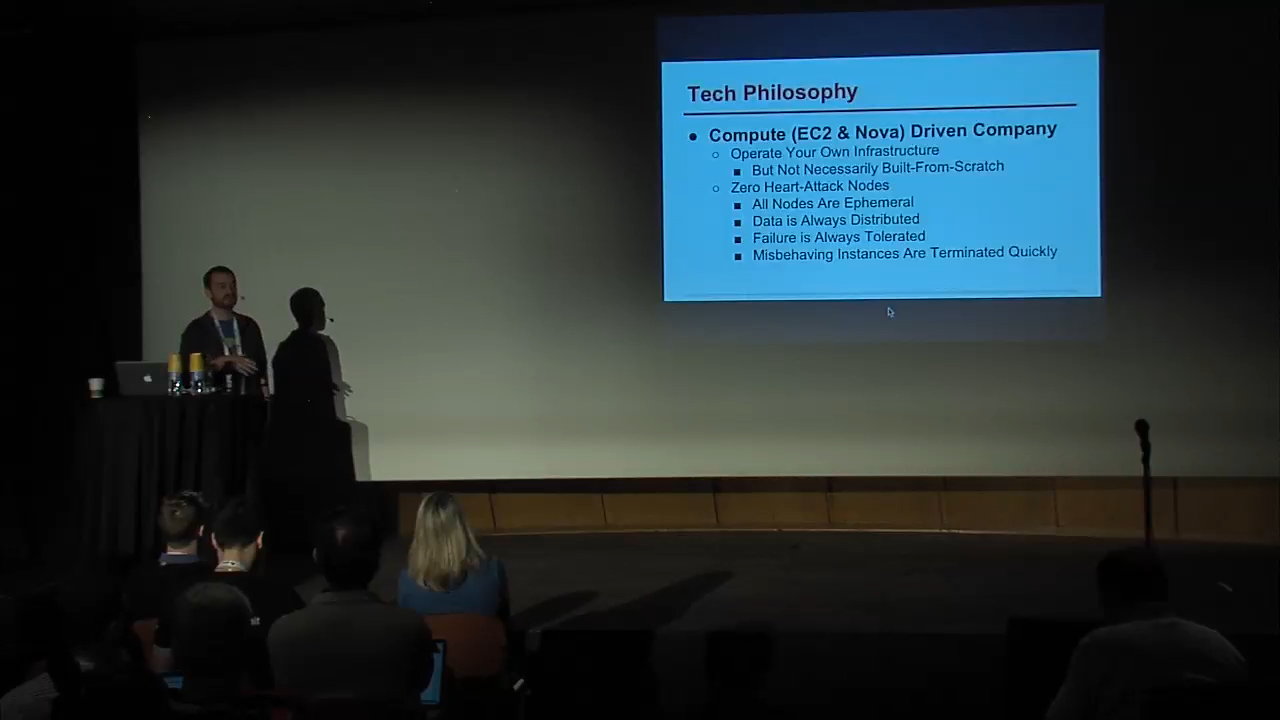 Tech Philosophy
● Compute (EC2 & Nova) Driven Company
○ Operate Your Own Infrastructure
■ But Not Necessarily Built-From-Scratch
○ Zero Heart-Attack Nodes
■ All Nodes Are Ephemeral
■ Data is Always Distributed
■ Failure is Always Tolerated
■ Misbehaving Instances Are Terminated Quickly